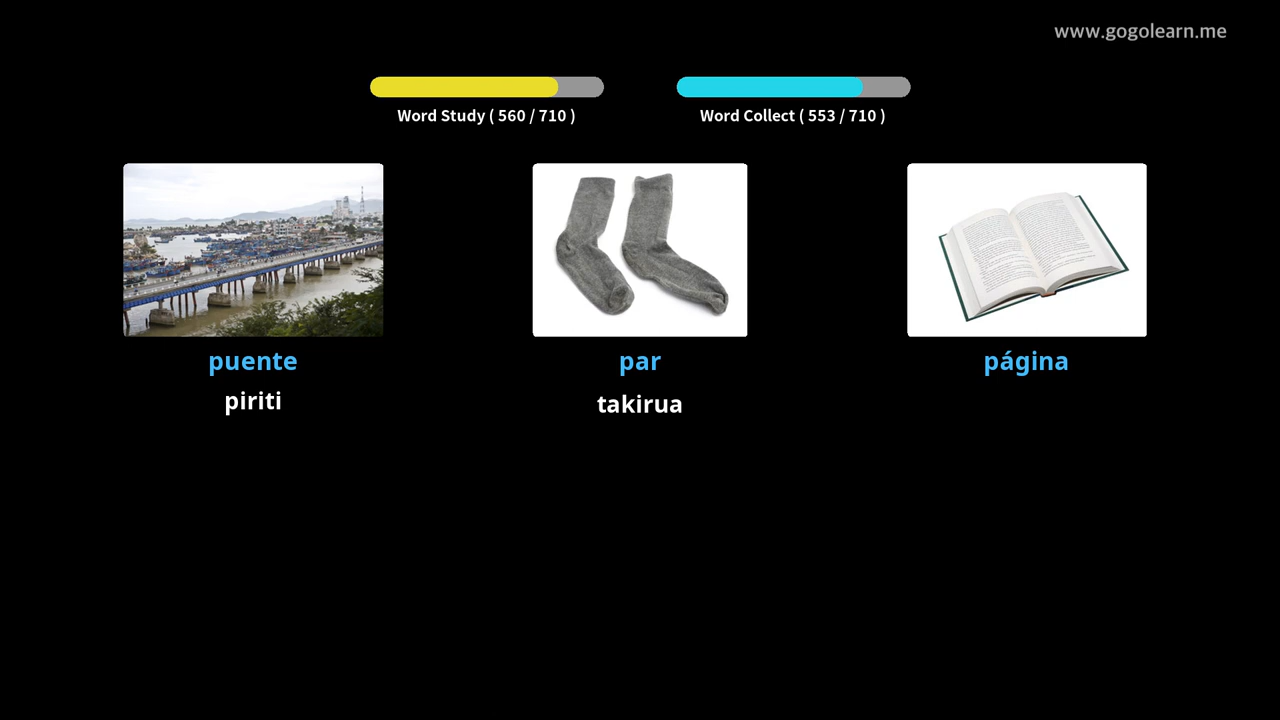 www.gogolearn.me
Word Study ( 560 / 710 )
Word Collect ( 553 / 710 )
puente
par
página
piriti
takirua